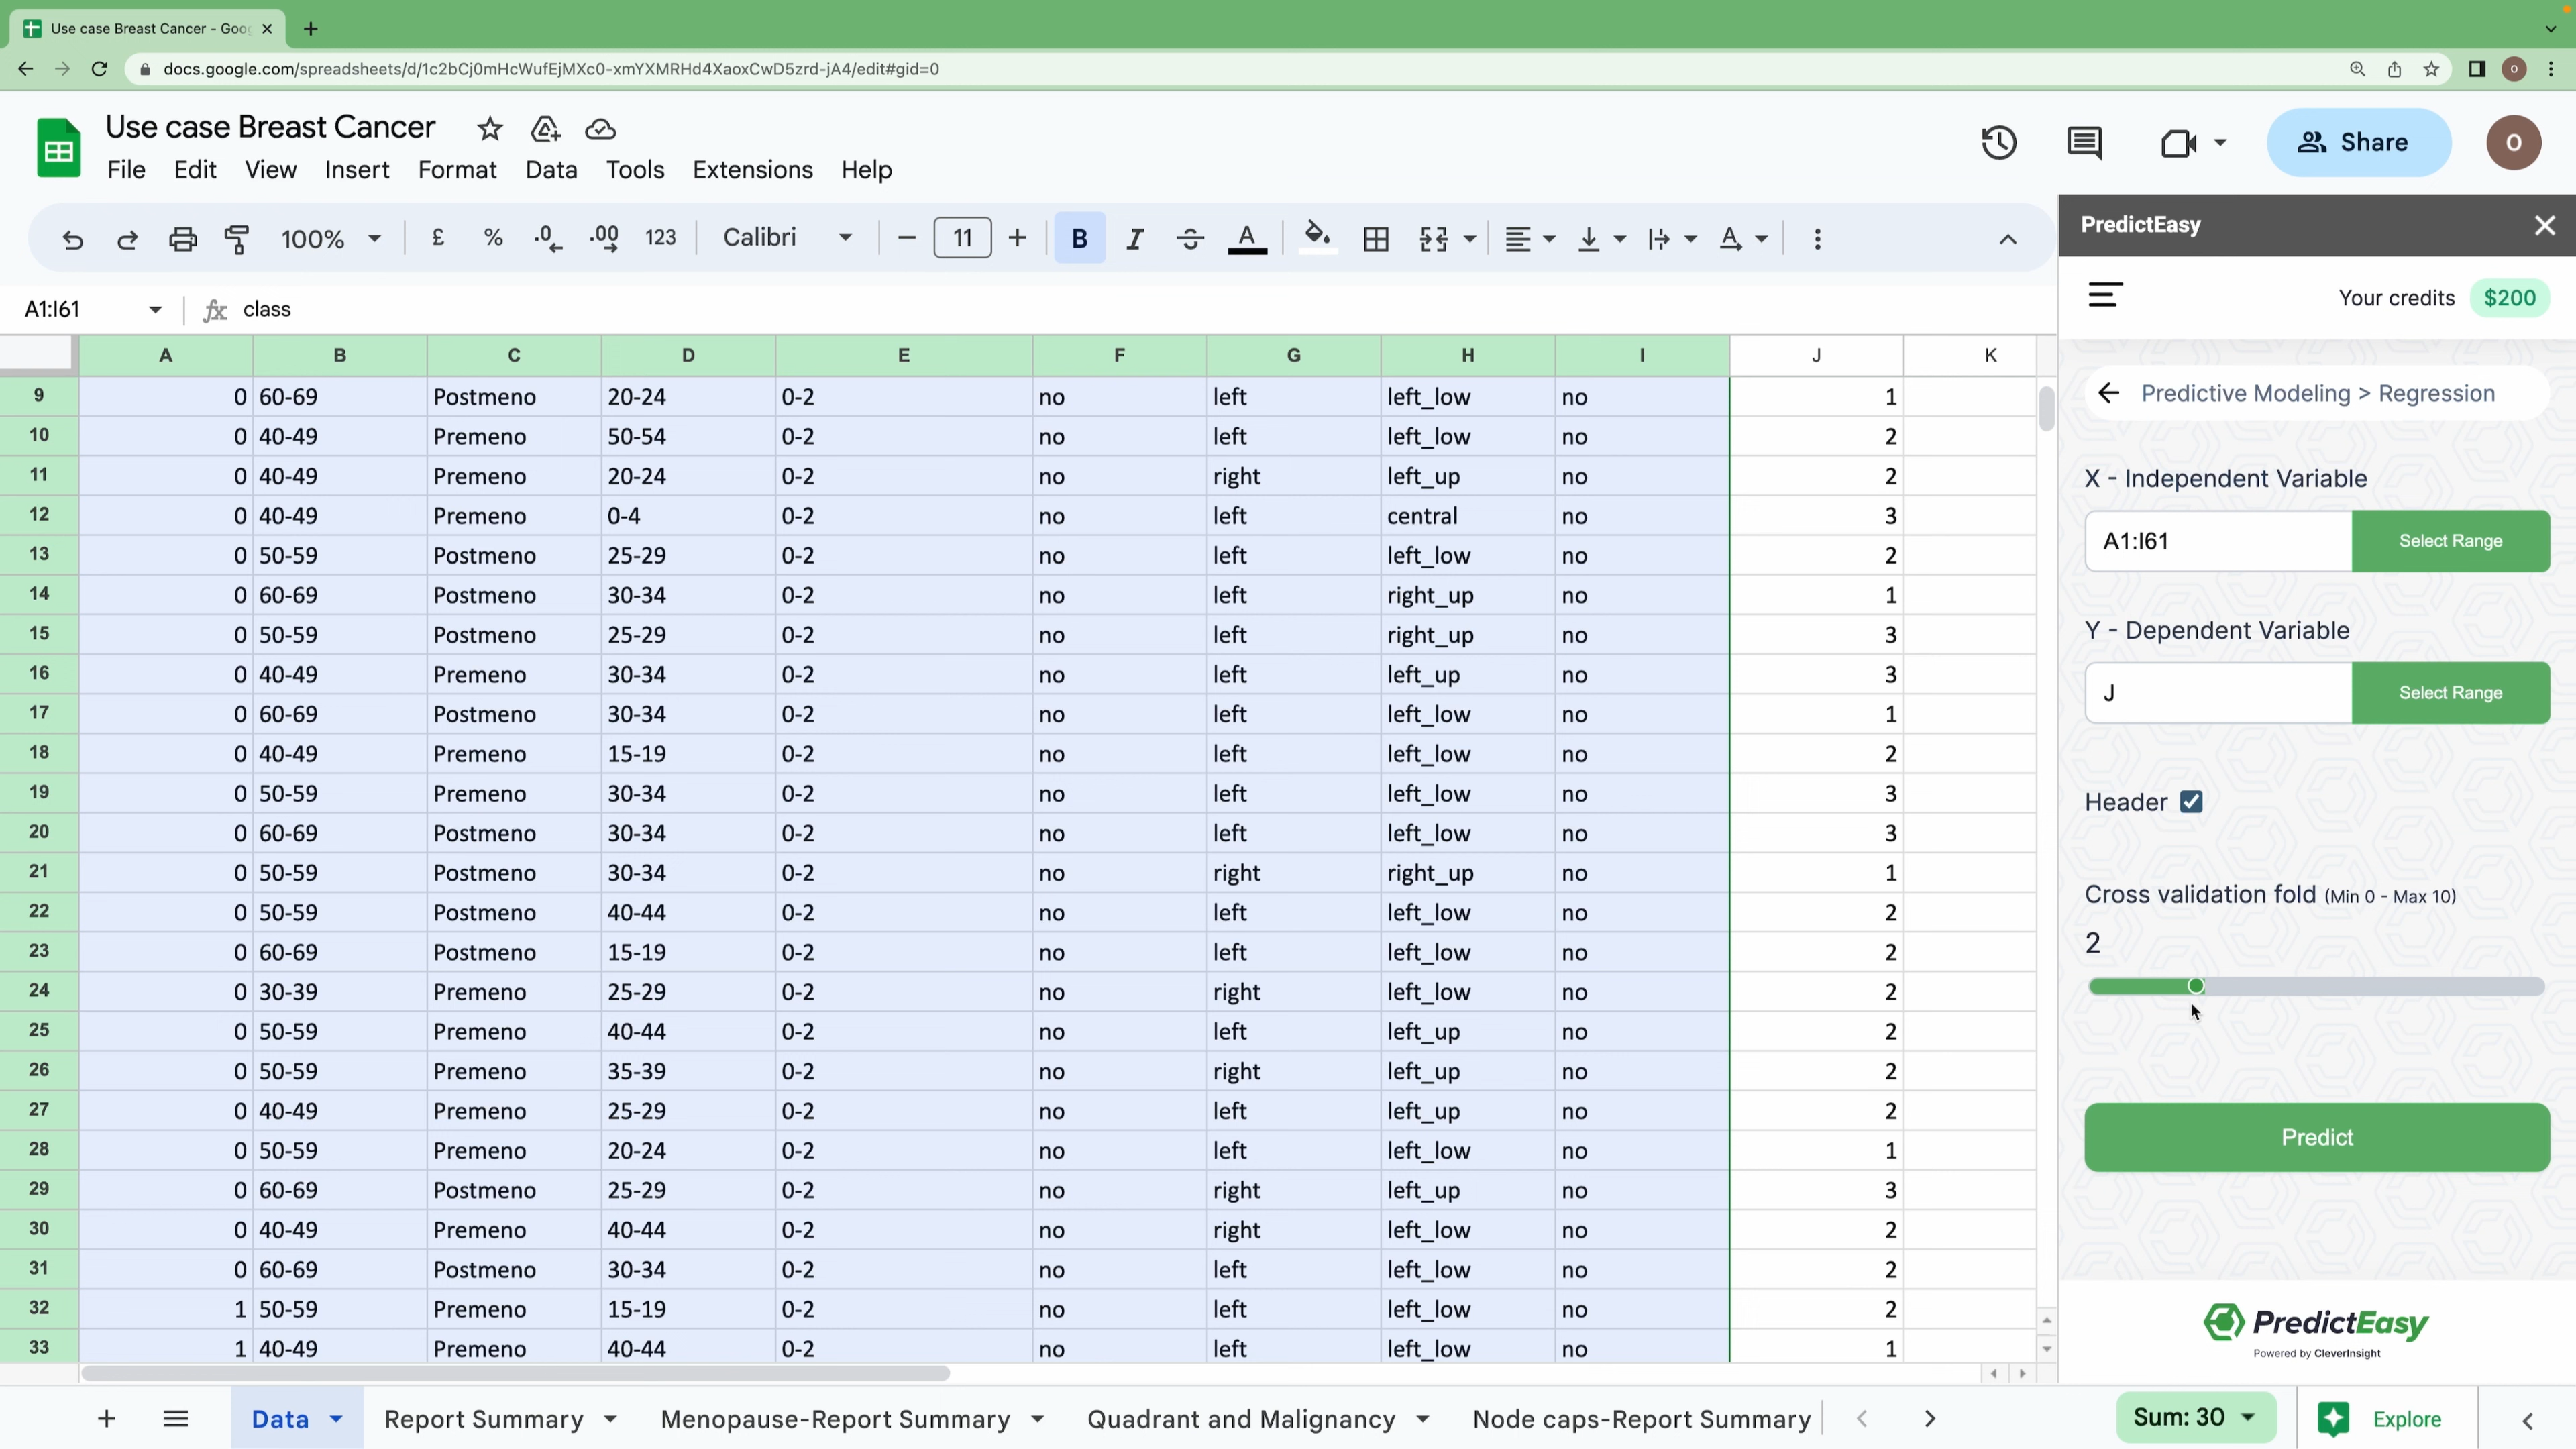 Use case Breast Cancer - Goo
docs.google.com/spreadsheets/d/1c2bCj0mHcWufEjMXc0-xmYXMRHd4XaoxCwD5zrd-jA4/edit#gid=0
O
Use case Breast Cancer
File Edit View Insert Format Data Tools Extensions Help
Share
O
100% £ % .0 .00 123 Calibri 11 B I S A A
A1:I61 fx class
A B C D E F G H I J K
9 0 60-69 Postmeno 20-24 0-2 no left left_low no 1
10 0 40-49 Premeno 50-54 0-2 no left left_low no 2
11 0 40-49 Premeno 20-24 0-2 no right left_up no 2
12 0 40-49 Premeno 0-4 0-2 no left central no 3
13 0 50-59 Postmeno 25-29 0-2 no left left_low no 2
14 0 60-69 Postmeno 30-34 0-2 no left right_up no 1
15 0 50-59 Postmeno 25-29 0-2 no left right_up no 3
16 0 40-49 Premeno 30-34 0-2 no left left_up no 3
17 0 60-69 Postmeno 30-34 0-2 no left left_low no 1
18 0 40-49 Premeno 15-19 0-2 no left left_low no 2
19 0 50-59 Premeno 30-34 0-2 no left left_low no 3
20 0 60-69 Postmeno 30-34 0-2 no left left_low no 3
21 0 50-59 Postmeno 30-34 0-2 no right right_up no 1
22 0 50-59 Postmeno 40-44 0-2 no left left_low no 2
23 0 60-69 Postmeno 15-19 0-2 no left left_low no 2
24 0 30-39 Premeno 25-29 0-2 no right left_low no 2
25 0 50-59 Premeno 40-44 0-2 no left left_up no 2
26 0 50-59 Premeno 35-39 0-2 no right left_up no 2
27 0 40-49 Premeno 25-29 0-2 no left left_up no 2
28 0 50-59 Premeno 20-24 0-2 no left left_low no 1
29 0 60-69 Postmeno 25-29 0-2 no right left_up no 3
30 0 40-49 Premeno 40-44 0-2 no right left_low no 2
31 0 60-69 Postmeno 30-34 0-2 no left left_low no 2
32 1 50-59 Premeno 15-19 0-2 no left left_low no 2
33 1 40-49 Premeno 40-44 0-2 no left left_low no 1
PredictEasy
Your credits $200
Predictive Modeling > Regression
X - Independent Variable
A1:I61 Select Range
Y - Dependent Variable
J Select Range
Header
Cross validation fold (Min 0 - Max 10)
2
Predict
PredictEasy
Powered by CleverInsight
Data Report Summary Menopause-Report Summary Quadrant and Malignancy Node caps-Report Summary Sum: 30 Explore